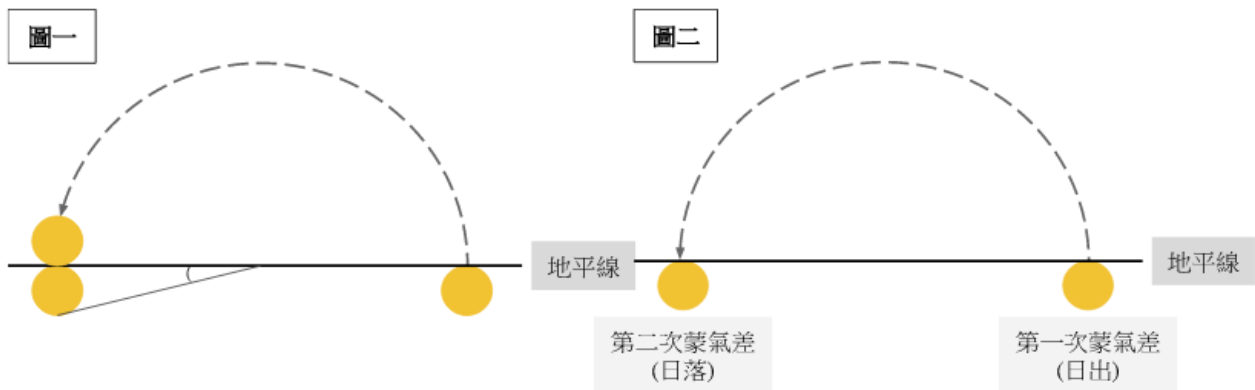 圖一
圖二
地平線
地平線
第二次蒙氣差
(日落)
第一次蒙氣差
(日出)